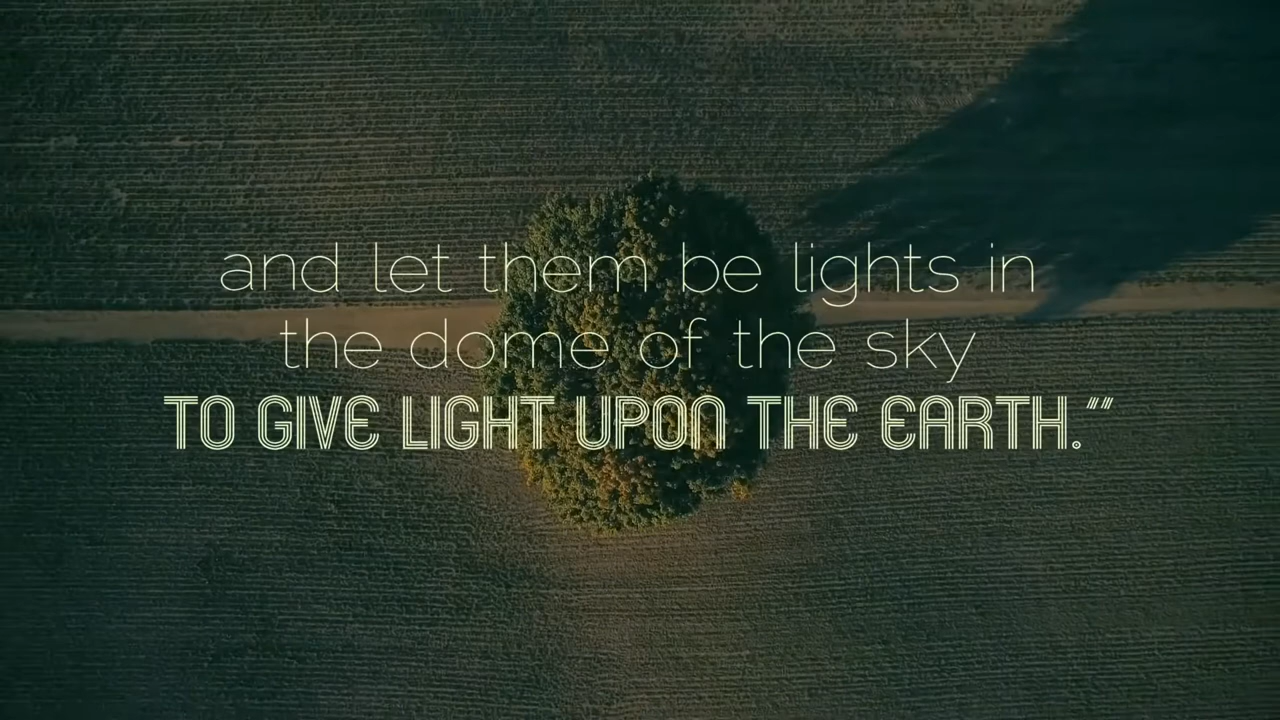 and let them be lights in
the dome of the sky
TO GIVE LIGHT UPON THE EARTH.““